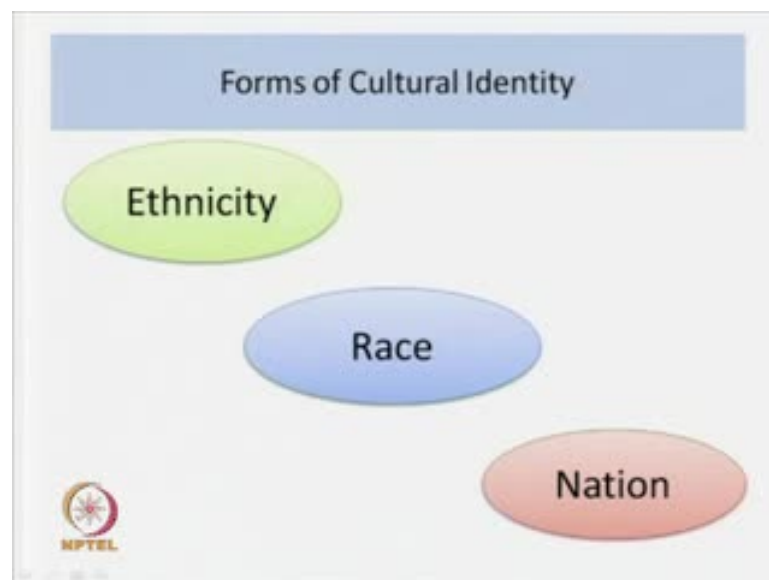 Forms of Cultural Identity
Ethnicity
Race
Nation
NPTEL